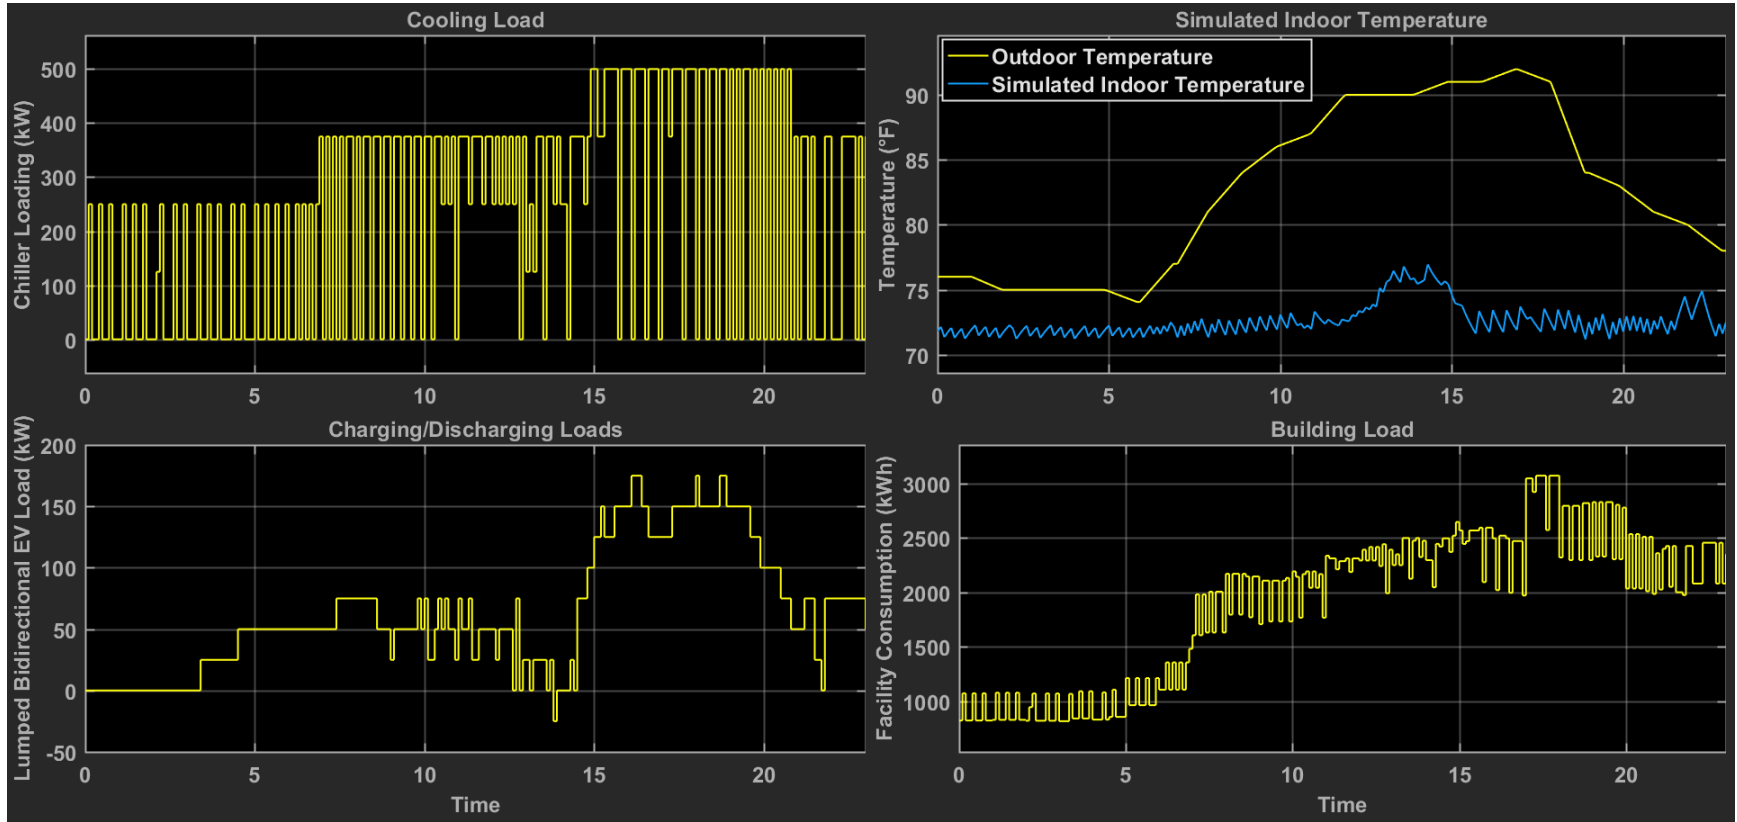 Cooling Load
Chiller Loading (kW)
500
400
300
200
100
0
0 5 10 15 20
Simulated Indoor Temperature
Outdoor Temperature
Simulated Indoor Temperature
Temperature (°F)
90
85
80
75
70
0 5 10 15 20
Charging/Discharging Loads
Lumped Bidirectional EV Load (kW)
200
150
100
50
0
-50
0 5 10 15 20
Time
Building Load
Facility Consumption (kWh)
3000
2500
2000
1500
1000
0 5 10 15 20
Time